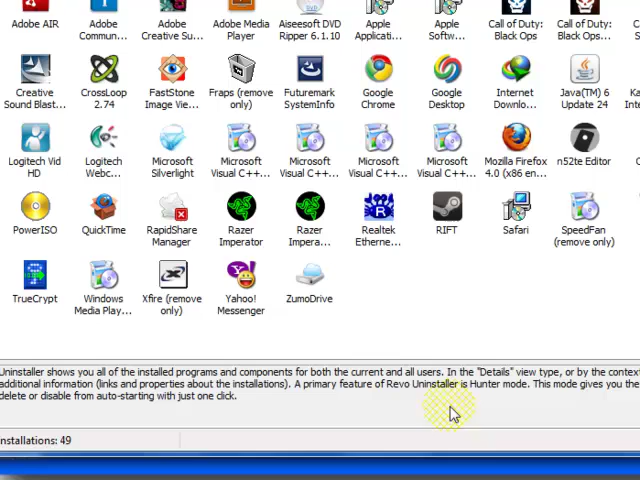 Adobe AIR Adobe Adobe Adobe Media Aiseesoft DVD Apple Apple Call of Duty: Call of Duty:
Commun... Creative Su... Player Ripper 6.1.10 Applicati... Softw... Black Ops Black Ops...
Creative CrossLoop FastStone Fraps (remove Futuremark Google Google Internet Java(TM) 6
Sound Blast... 2.74 Image Vie... only) SystemInfo Chrome Desktop Downlo... Update 24
Logitech Vid Logitech Microsoft Microsoft Microsoft Microsoft Microsoft Mozilla Firefox n52te Editor
HD Webc... Silverlight Visual C++... Visual C++... Visual C++... Visual C++... 4.0 (x86 en...
PowerISO QuickTime RapidShare Razer Razer Realtek RIFT Safari SpeedFan
Manager Imperator Impera... Etherne... (remove only)
TrueCrypt Windows Xfire (remove Yahoo! ZumoDrive
Media Play... only) Messenger
Uninstaller shows you all of the installed programs and components for both the current and all users. In the "Details" view type, or by the context
additional information (links and properties about the installations). A primary feature of Revo Uninstaller is Hunter mode. This mode gives you the
delete or disable from auto-starting with just one click.
nstallations: 49